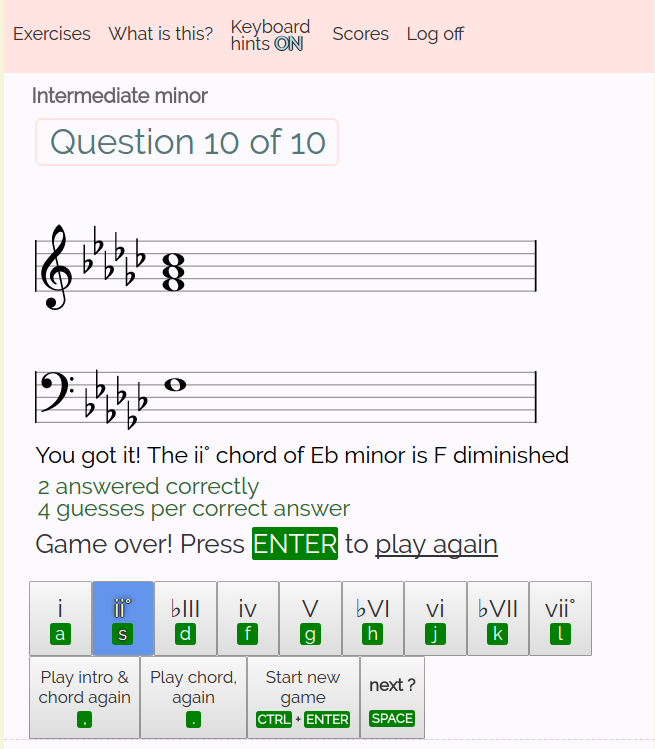 Exercises What is this? Keyboard hints ON Scores Log off
Intermediate minor
Question 10 of 10
You got it! The ii° chord of Eb minor is F diminished
2 answered correctly
4 guesses per correct answer
Game over! Press ENTER to play again
i ii° ♭III iv V ♭VI vi ♭VII vii°
a s d f g h j k l
Play intro & chord again Play chord, again Start new game next ?
, . CTRL + ENTER SPACE